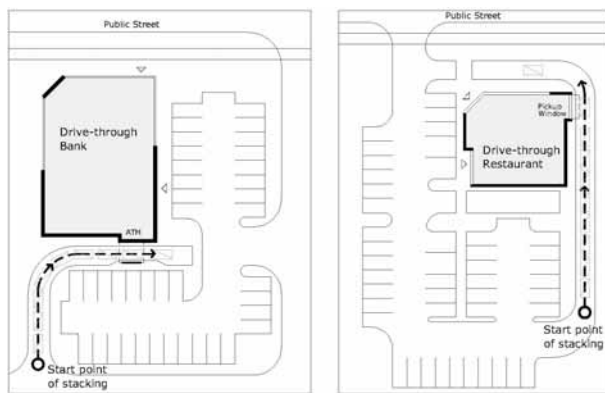 Public Street
Drive-through
Bank
ATH
Start point
of stacking
Public Street
Pickup
Window
Drive-through
Restaurant
Start point
of stacking